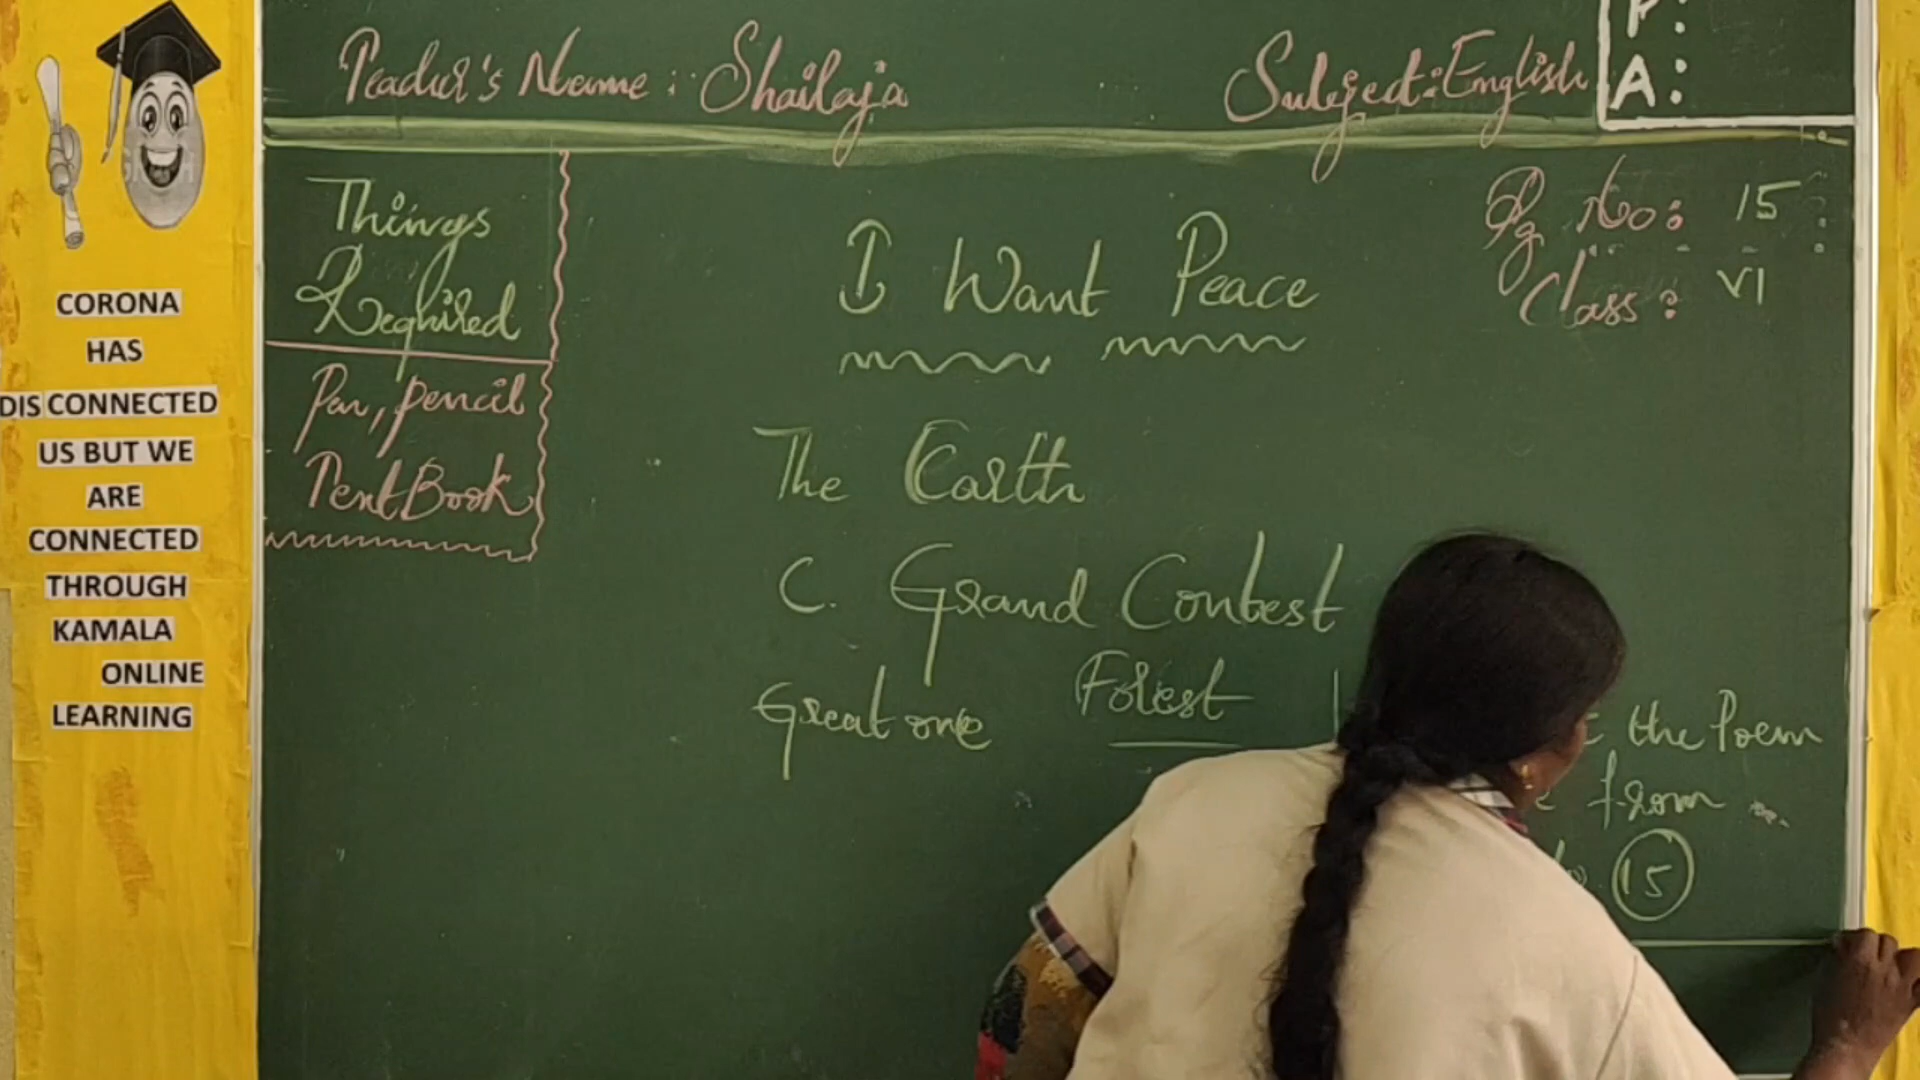 CORONA
HAS
DIS CONNECTED
US BUT WE
ARE
CONNECTED
THROUGH
KAMALA
ONLINE
LEARNING
Teacher's Name : Shailaja
Subject : English
P :
A :
Things
Required
Pen, pencil
Text Book
Pg No : 15
Class : VI
I Want Peace
The Earth
C. Grand Contest
Great one Forest
the Poem
from
15